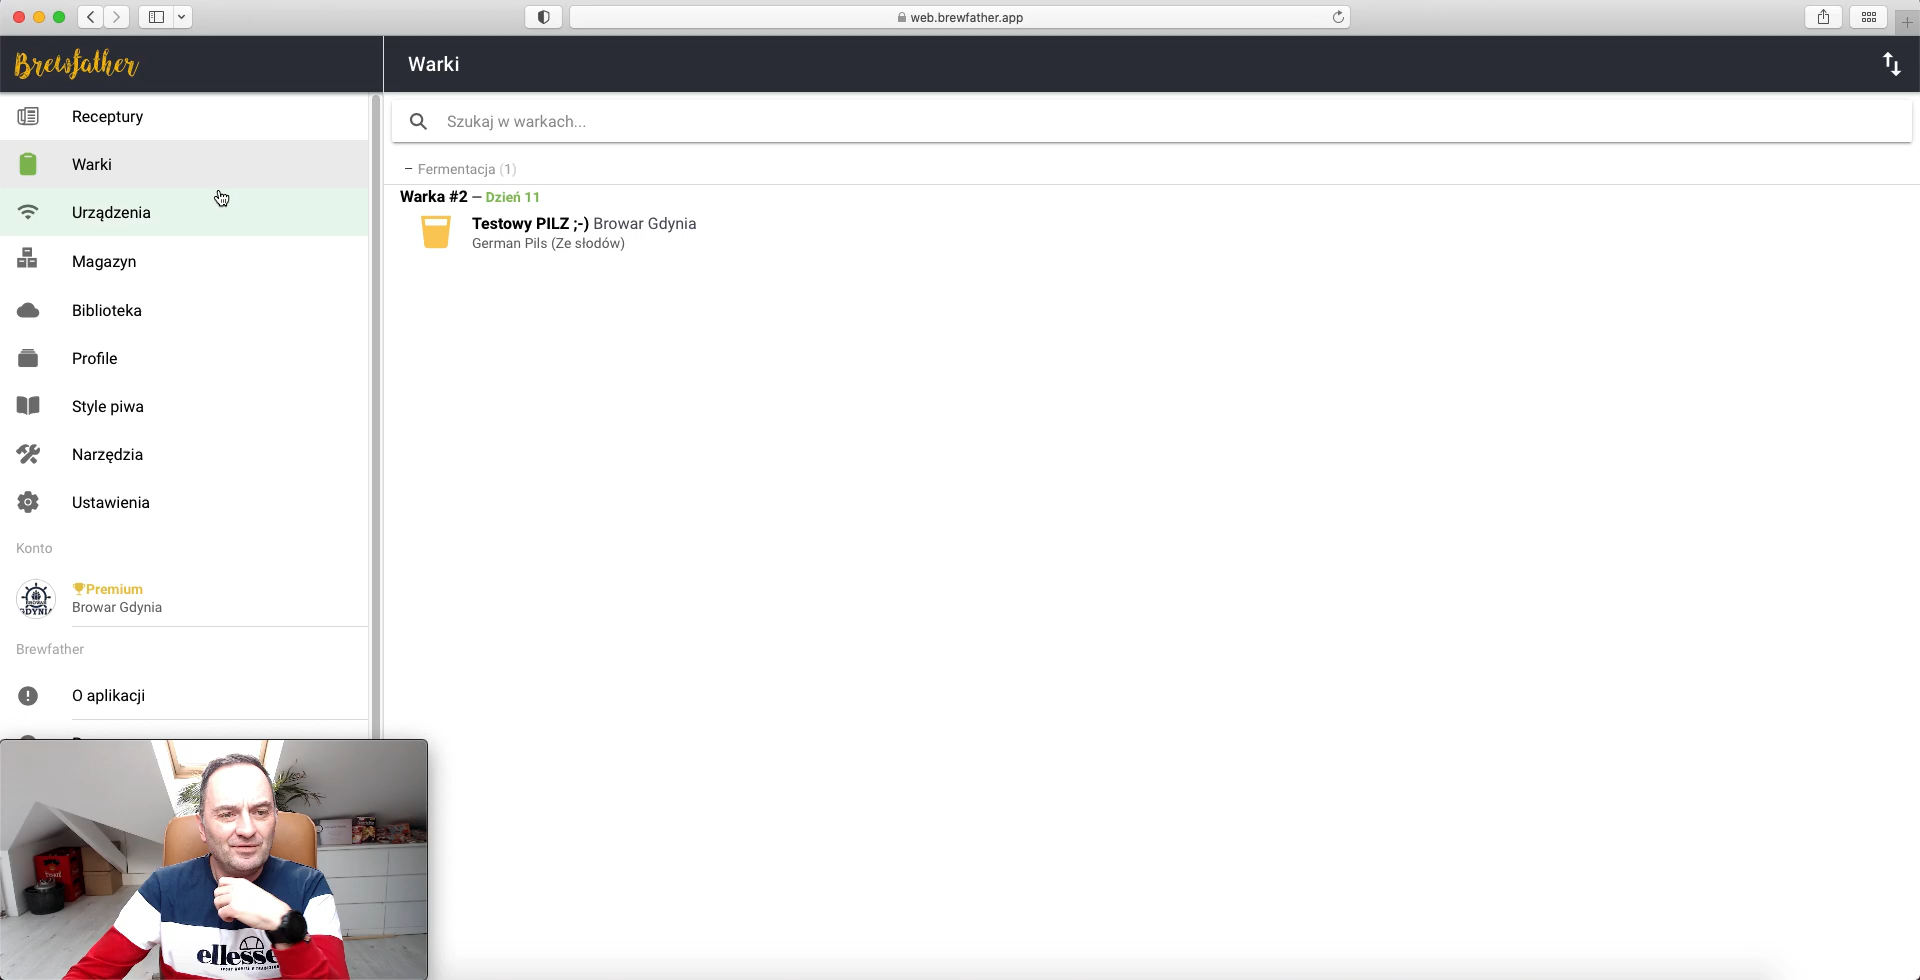 web.brewfather.app
Brewfather
Warki
Receptury
Warki
Urządzenia
Magazyn
Biblioteka
Profile
Style piwa
Narzędzia
Ustawienia
Konto
Premium
Browar Gdynia
Brewfather
O aplikacji
Szukaj w warkach...
– Fermentacja (1)
Warka #2 – Dzień 11
Testowy PILZ ;-) Browar Gdynia
German Pils (Ze słodów)
ellesse